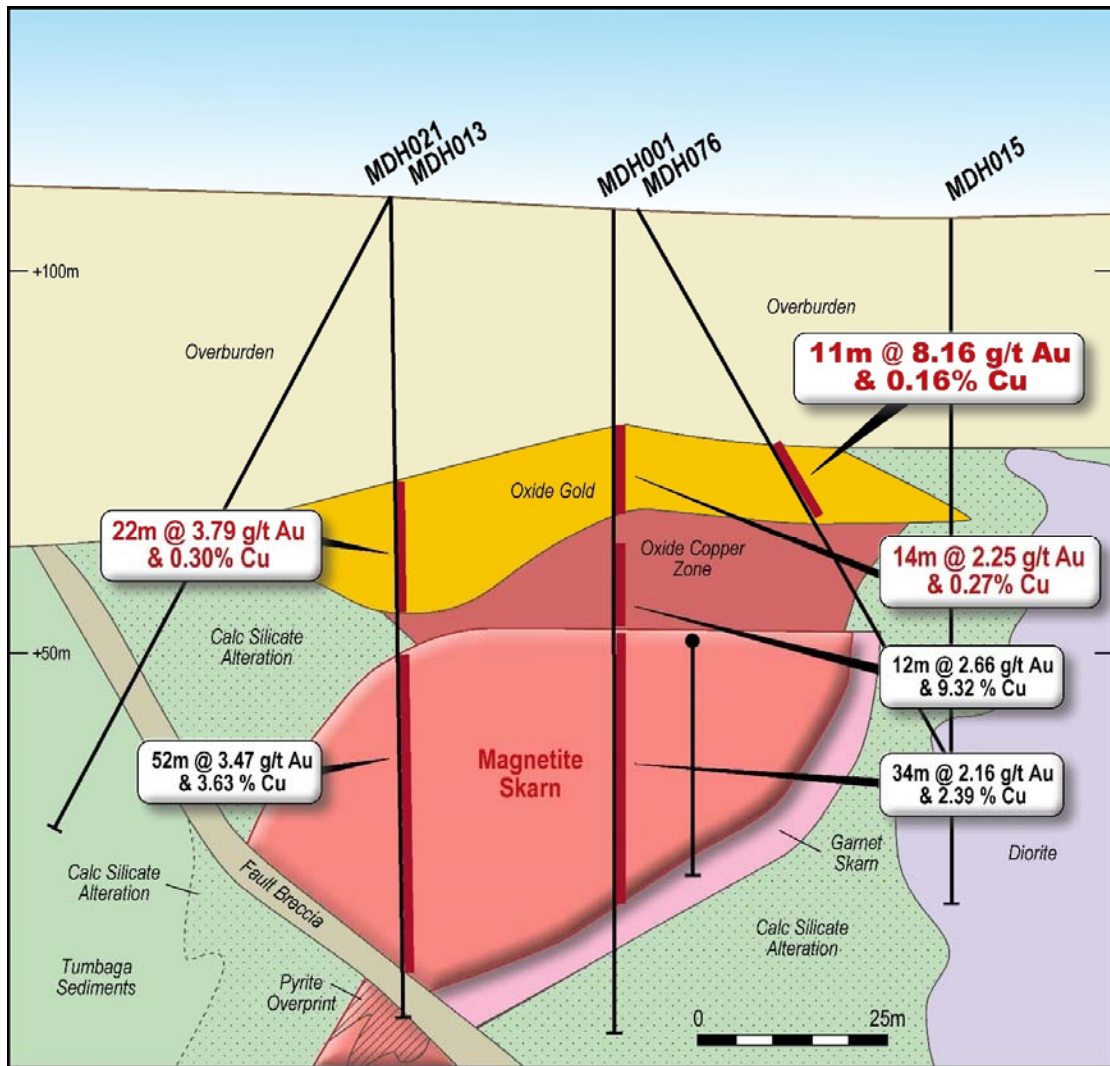 MDH021
MDH013
MDH001
MDH076
MDH015
+100m
Overburden
Overburden
11m @ 8.16 g/t Au
& 0.16% Cu
Oxide Gold
22m @ 3.79 g/t Au
& 0.30% Cu
Oxide Copper
Zone
14m @ 2.25 g/t Au
& 0.27% Cu
Calc Silicate
Alteration
+50m
12m @ 2.66 g/t Au
& 9.32 % Cu
52m @ 3.47 g/t Au
& 3.63 % Cu
Magnetite
Skarn
34m @ 2.16 g/t Au
& 2.39 % Cu
Garnet
Skarn
Diorite
Calc Silicate
Alteration
Fault Breccia
Calc Silicate
Alteration
Tumbaga
Sediments
Pyrite
Overprint
0 25m